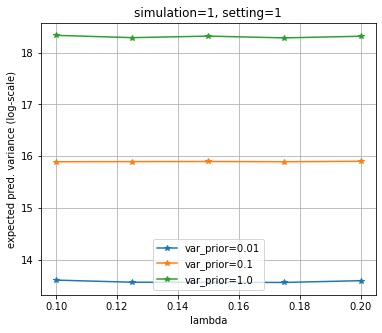 simulation=1, setting=1
expected pred. variance (log-scale)
18
17
16
15
14
var_prior=0.01
var_prior=0.1
var_prior=1.0
0.10
0.12
0.14
0.16
0.18
0.20
lambda